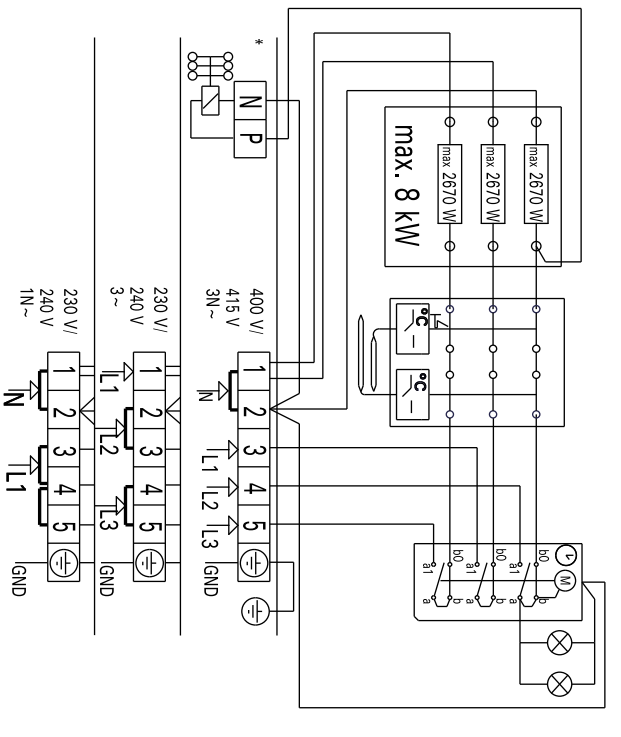 *
N
P
max. 8 kW
max 2670 W
max 2670 W
max 2670 W
°C
°C
400 V/
415 V
3N~
1
2
3
4
5
N
L1
L2
L3
GND
230 V/
240 V
3~
1
2
3
4
5
L1
L2
L3
GND
230 V/
240 V
1N~
1
2
3
4
5
N
L1
GND
1
M
b0
a1
b0
a1
b0
a1
b
a
b
a
b
a